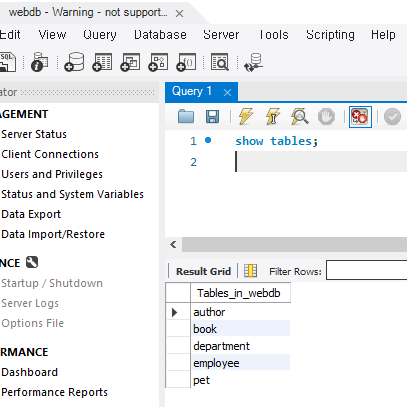 webdb - Warning - not support...
Edit View Query Database Server Tools Scripting Help
ator
AGEMENT
Server Status
Client Connections
Users and Privileges
Status and System Variables
Data Export
Data Import/Restore
NCE
Startup / Shutdown
Server Logs
Options File
RMANCE
Dashboard
Performance Reports
Query 1
1 show tables;
2
Result Grid Filter Rows:
Tables_in_webdb
author
book
department
employee
pet